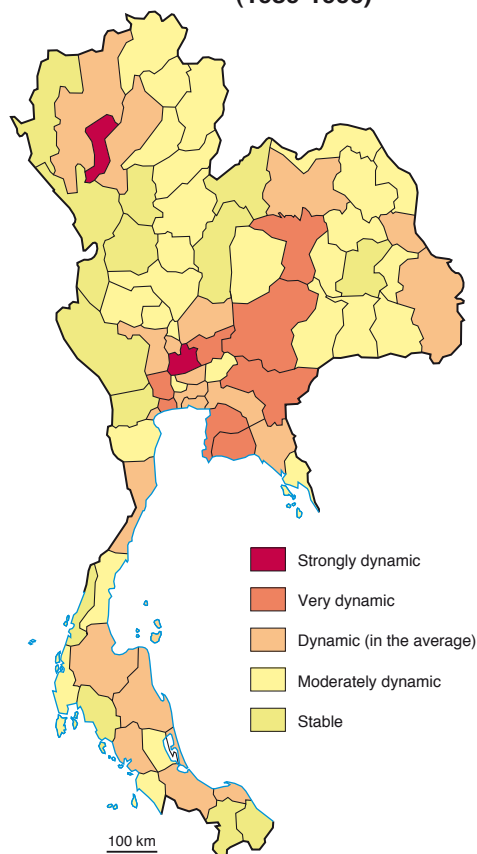 Strongly dynamic
Very dynamic
Dynamic (in the average)
Moderately dynamic
Stable
100 km